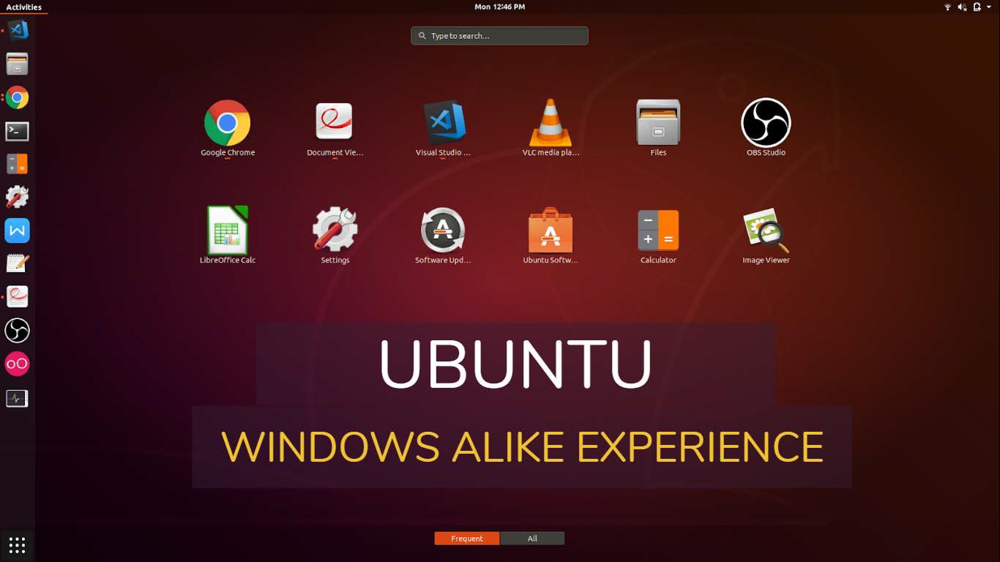 Activities
Mon 12:46 PM
Type to search...
Google Chrome
Document Vie...
Visual Studio ...
VLC media pla...
Files
OBS Studio
LibreOffice Calc
Settings
Software Upd...
Ubuntu Softw...
Calculator
Image Viewer
UBUNTU
WINDOWS ALIKE EXPERIENCE
Frequent
All